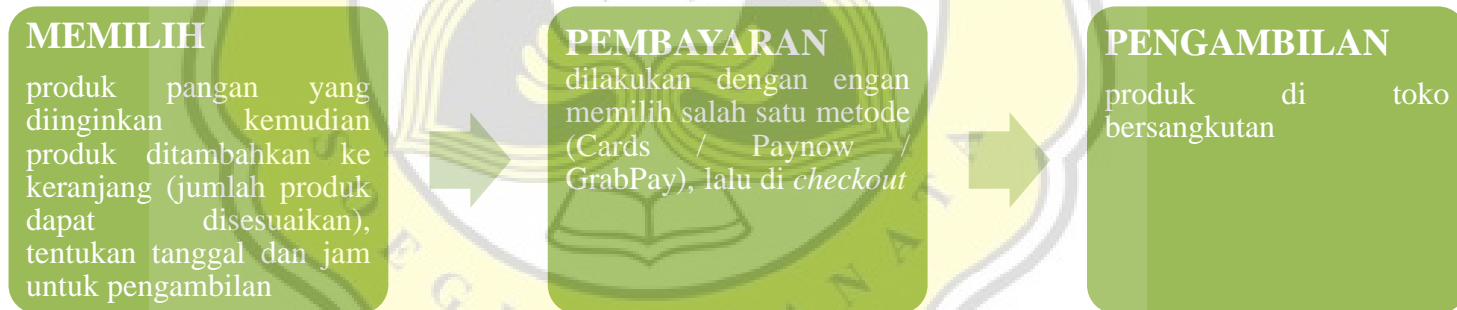 MEMILIH
produk pangan yang
diinginkan kemudian
produk ditambahkan ke
keranjang (jumlah produk
dapat disesuaikan),
tentukan tanggal dan jam
untuk pengambilan
PEMBAYARAN
dilakukan dengan engan
memilih salah satu metode
(Cards / Paynow /
GrabPay), lalu di checkout
PENGAMBILAN
produk di toko
bersangkutan